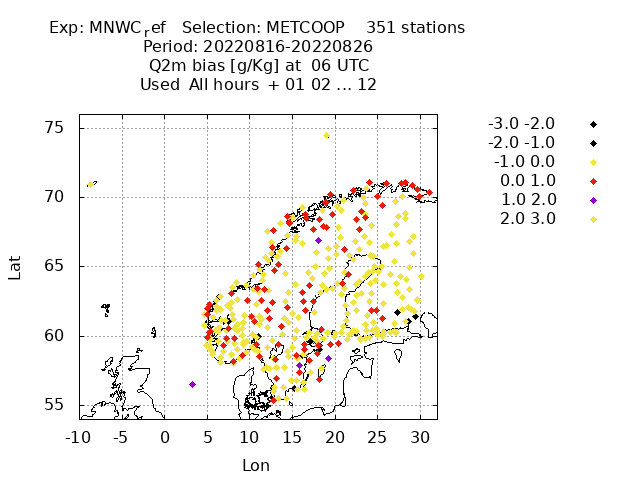 Exp: MNWCref Selection: METCOOP 351 stations
Period: 20220816-20220826
Q2m bias [g/Kg] at 06 UTC
Used All hours + 01 02 ... 12
-3.0 -2.0
-2.0 -1.0
-1.0 0.0
0.0 1.0
1.0 2.0
2.0 3.0
75
70
65
60
55
Lat
-10 -5 0 5 10 15 20 25 30
Lon